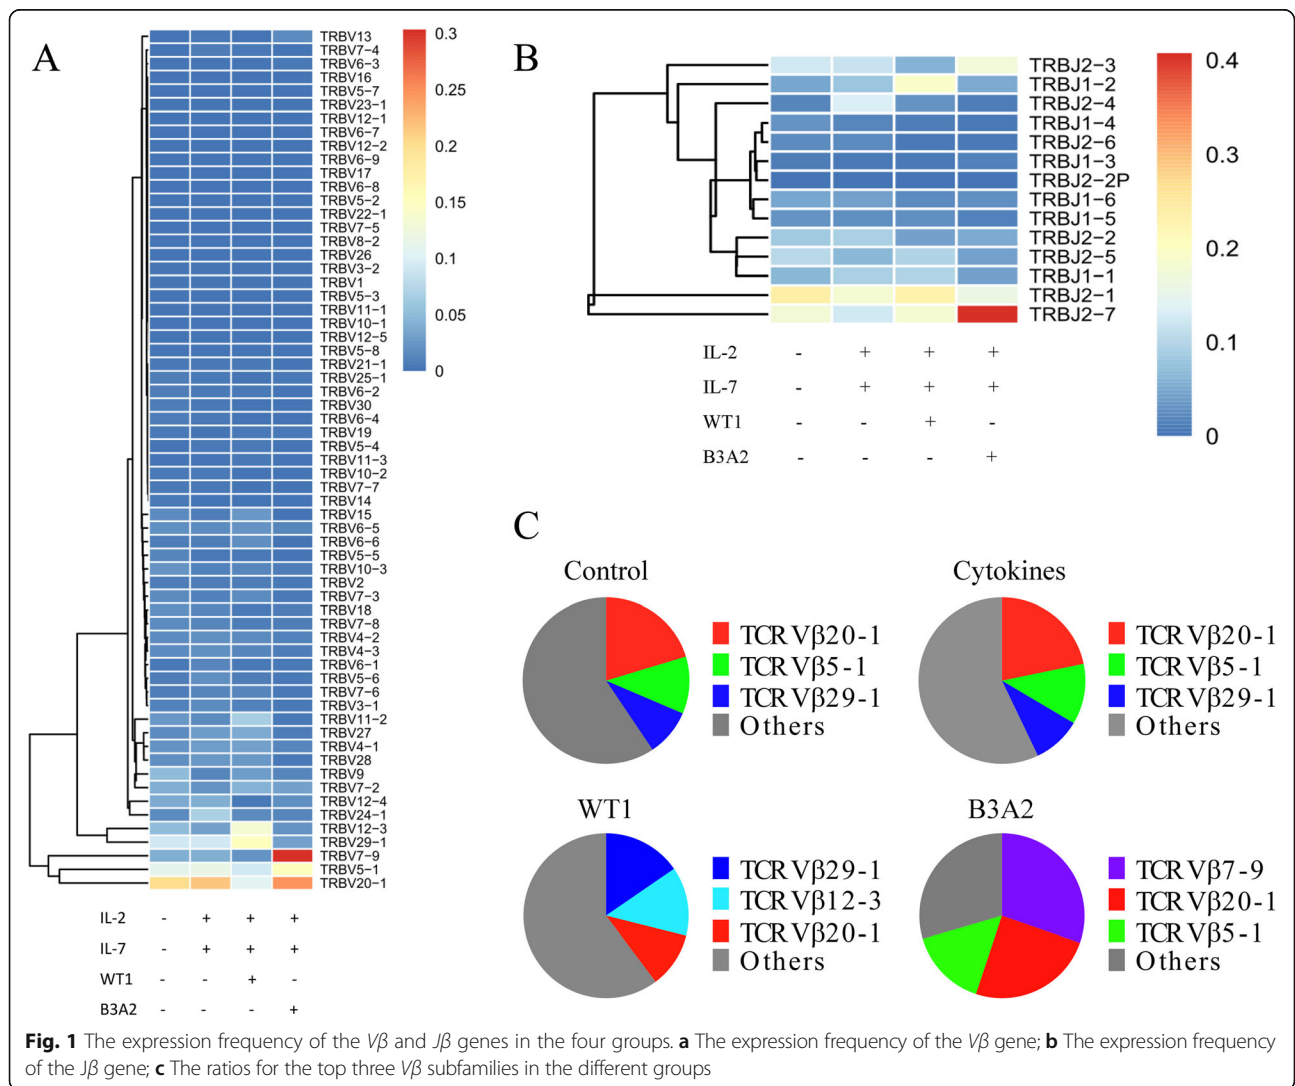 A
TRBV13
TRBV7-4
TRBV6-3
TRBV16
TRBV5-7
TRBV23-1
TRBV12-1
TRBV6-7
TRBV12-2
TRBV6-9
TRBV17
TRBV6-8
TRBV5-2
TRBV22-1
TRBV7-5
TRBV8-2
TRBV26
TRBV3-2
TRBV1
TRBV5-3
TRBV11-1
TRBV10-1
TRBV12-5
TRBV5-8
TRBV21-1
TRBV25-1
TRBV6-2
TRBV30
TRBV6-4
TRBV19
TRBV5-4
TRBV11-3
TRBV10-2
TRBV7-7
TRBV14
TRBV15
TRBV6-5
TRBV6-6
TRBV5-5
TRBV10-3
TRBV2
TRBV7-3
TRBV18
TRBV7-8
TRBV4-2
TRBV4-3
TRBV6-1
TRBV5-6
TRBV7-6
TRBV3-1
TRBV11-2
TRBV27
TRBV4-1
TRBV28
TRBV9
TRBV7-2
TRBV12-4
TRBV24-1
TRBV12-3
TRBV29-1
TRBV7-9
TRBV5-1
TRBV20-1
0.3
0.25
0.2
0.15
0.1
0.05
0
IL-2 - + + +
IL-7 - + + +
WT1 - - + -
B3A2 - - - +
B
TRBJ2-3
TRBJ1-2
TRBJ2-4
TRBJ1-4
TRBJ2-6
TRBJ1-3
TRBJ2-2P
TRBJ1-6
TRBJ1-5
TRBJ2-2
TRBJ2-5
TRBJ1-1
TRBJ2-1
TRBJ2-7
0.4
0.3
0.2
0.1
0
IL-2 - + + +
IL-7 - + + +
WT1 - - + -
B3A2 - - - +
C
Control
TCR Vβ20-1
TCR Vβ5-1
TCR Vβ29-1
Others
Cytokines
TCR Vβ20-1
TCR Vβ5-1
TCR Vβ29-1
Others
WT1
TCR Vβ29-1
TCR Vβ12-3
TCR Vβ20-1
Others
B3A2
TCR Vβ7-9
TCR Vβ20-1
TCR Vβ5-1
Others
Fig. 1 The expression frequency of the Vβ and Jβ genes in the four groups. a The expression frequency of the Vβ gene; b The expression frequency
of the Jβ gene; c The ratios for the top three Vβ subfamilies in the different groups